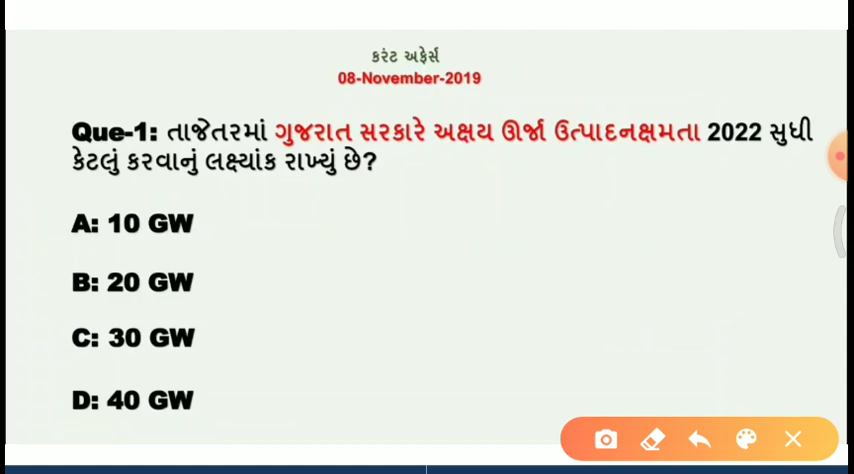 કરંટ અફેર્સ
08-November-2019
Que-1: તાજેતરમાં ગુજરાત સરકારે અક્ષય ઊર્જા ઉત્પાદનક્ષમતા 2022 સુધી
કેટલું કરવાનું લક્ષ્યાંક રાખ્યું છે?
A: 10 GW
B: 20 GW
C: 30 GW
D: 40 GW